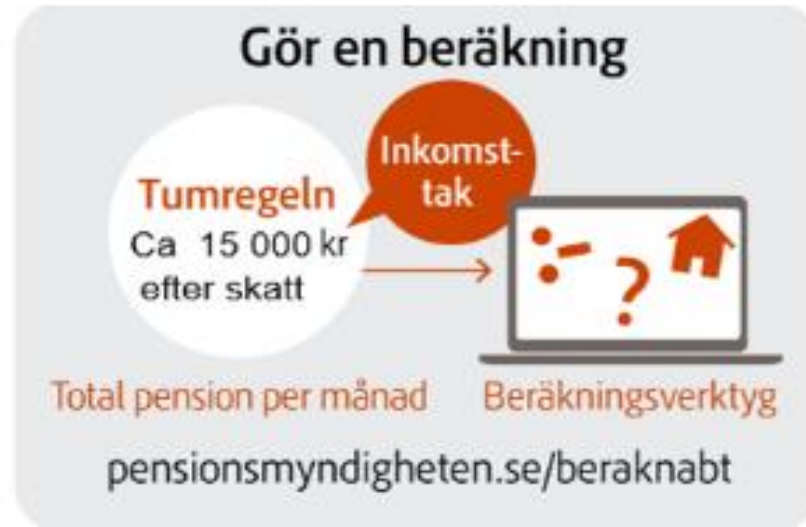 Gör en beräkning
Inkomst-
tak
Tumregeln
Ca 15 000 kr
efter skatt
?
Total pension per månad
Beräkningsverktyg
pensionsmyndigheten.se/beraknabt